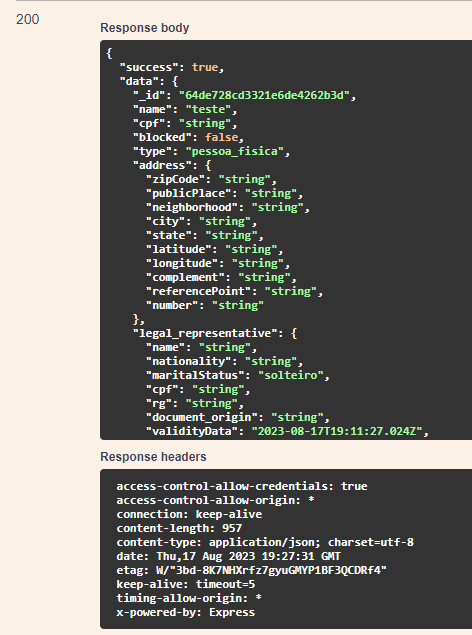 200
Response body
{
"success": true,
"data": {
"_id": "64de728cd3321e6de4262b3d",
"name": "teste",
"cpf": "string",
"blocked": false,
"type": "pessoa_fisica",
"address": {
"zipCode": "string",
"publicPlace": "string",
"neighborhood": "string",
"city": "string",
"state": "string",
"latitude": "string",
"longitude": "string",
"complement": "string",
"referencePoint": "string",
"number": "string"
},
"legal_representative": {
"name": "string",
"nationality": "string",
"maritalStatus": "solteiro",
"cpf": "string",
"rg": "string",
"document_origin": "string",
"validityData": "2023-08-17T19:11:27.024Z",
Response headers
access-control-allow-credentials: true
access-control-allow-origin: *
connection: keep-alive
content-length: 957
content-type: application/json; charset=utf-8
date: Thu,17 Aug 2023 19:27:31 GMT
etag: W/"3bd-8K7NHXrfz7gyuGMYP1BF3QCDRf4"
keep-alive: timeout=5
timing-allow-origin: *
x-powered-by: Express